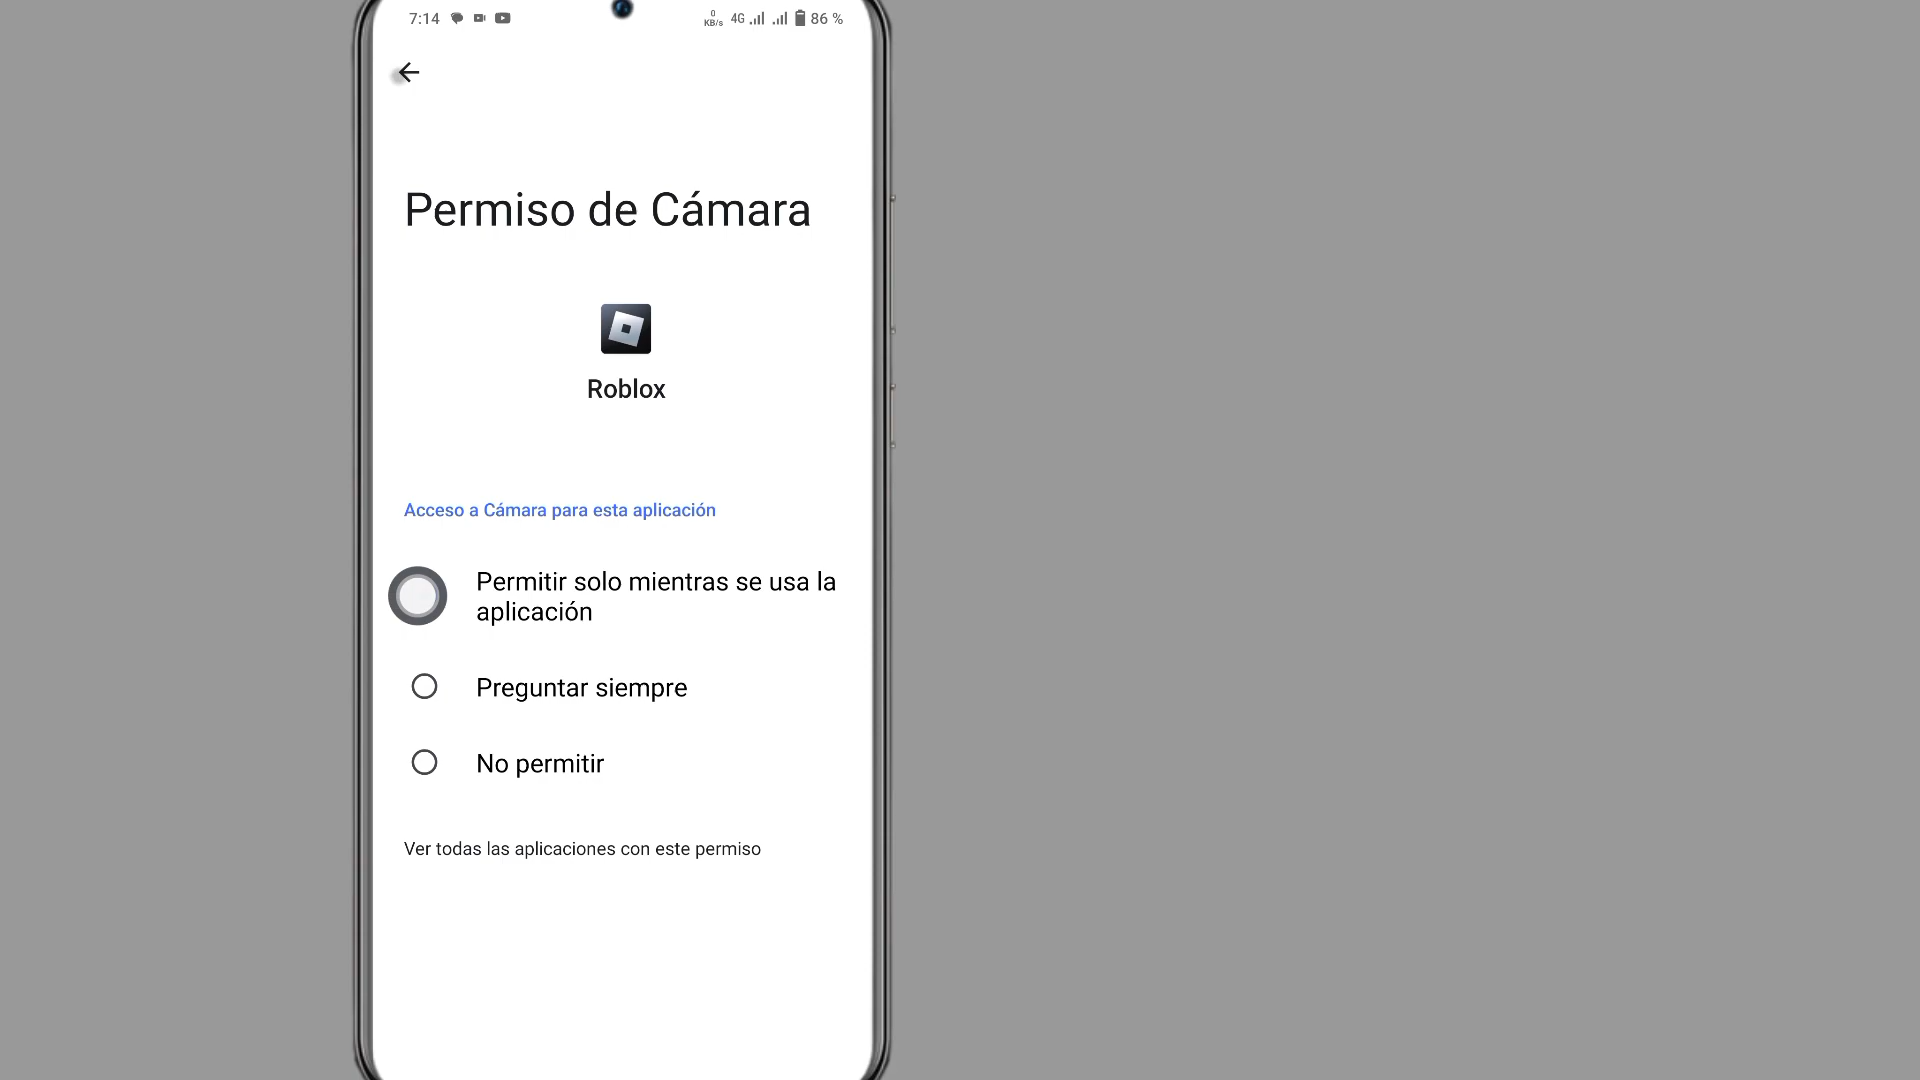 7:14
0
KB/s
4G
86 %
Permiso de Cámara
Roblox
Acceso a Cámara para esta aplicación
Permitir solo mientras se usa la
aplicación
Preguntar siempre
No permitir
Ver todas las aplicaciones con este permiso